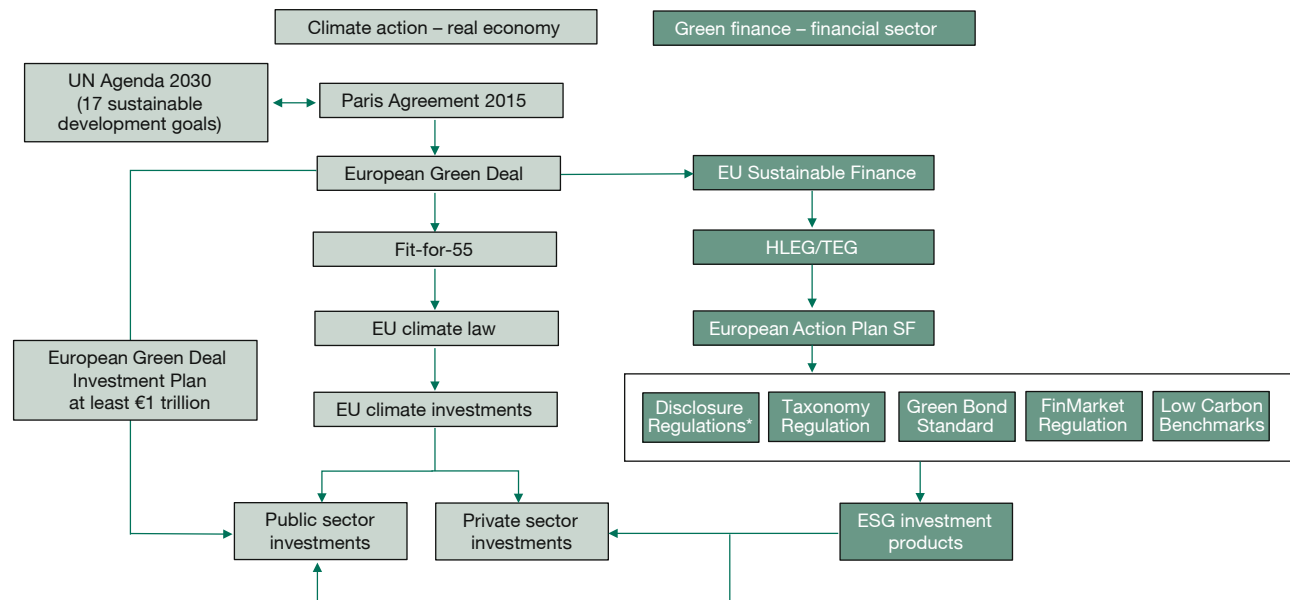 Climate action – real economy
Green finance – financial sector
UN Agenda 2030
(17 sustainable
development goals)
Paris Agreement 2015
European Green Deal
EU Sustainable Finance
Fit-for-55
HLEG/TEG
EU climate law
European Action Plan SF
European Green Deal
Investment Plan
at least €1 trillion
EU climate investments
Disclosure
Regulations*
Taxonomy
Regulation
Green Bond
Standard
FinMarket
Regulation
Low Carbon
Benchmarks
Public sector
investments
Private sector
investments
ESG investment
products